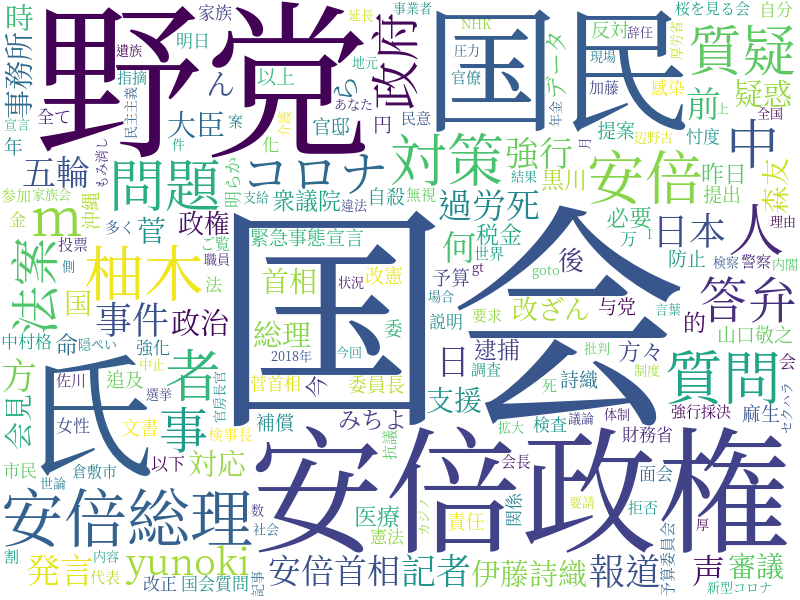 時
家族
明日
遺族
延長
事業者
NHK
反対
辞任
桜を見る会
自分
事務所
野党
ん
以上
地元
圧力
政府
国民
データ
現場
厚労省
質疑
指摘
ら
あなた
官僚
加藤
感染
全て
民主主義
大臣
案
官邸
円
民意
年金
提案
辺野古
前
疑惑
全国
上
宣言
年
件
もみ消し
化
介護
忖度
月
中
五輪
問題
コロナ
対策
強行
安倍
昨日
提出
森友
明らか
衆議院
自殺
無視
黒川
結果
参加
家族会
金
m
沖縄
支給
違法
過労死
必要
日本
人
理由
法案
多く
政権
菅
緊急事態宣言
何
税金
世界
万
1
投票
柚木
ご覧
職員
国会
予算
gt
goto
後
防止
検察
警察
内閣
側
国
法
首相
状況
改憲
場合
答弁
中村格
事件
政治
総理
2018年
今回
委
説明
要求
改ざん
与党
言葉
的
山口敬之
命
隠ぺい
強化
氏
者
日
逮捕
批判
方々
会
方
佐川
追及
中止
選挙
官房長官
菅首相
今
委員長
調査
死
詩織
制度
質問
セクハラ
会見
女性
文書
検事長
事
補償
みちよ
支援
検査
議論
体制
強行採決
麻生
市民
世論
倉敷市
以下
対応
安倍政権
抗議
拡大
財務省
安倍総理
数
社会
会長
医療
カジノ
責任
憲法
関係
要請
面会
拒否
厚
予算委員会
声
審議
割
内容
発言
代表
yunoki
改正
国会質問
記事
安倍首相
記者
伊藤詩織
報道
新型コロナ